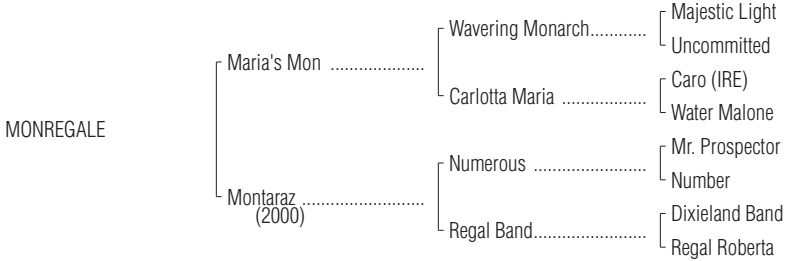 Majestic Light
Wavering Monarch............
Uncommitted
Maria's Mon ....................
Caro (IRE)
Carlotta Maria ..................
Water Malone
MONREGALE
Mr. Prospector
Numerous ........................
Number
Montaraz ..........................
(2000)
Dixieland Band
Regal Band........................
Regal Roberta